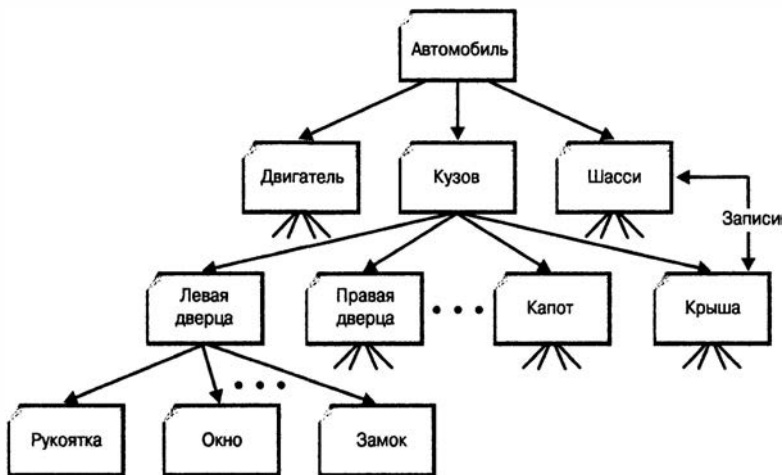 Автомобиль
Двигатель
Кузов
Шасси
Записи
Левая
дверца
Правая
дверца
Капот
Крыша
Рукоятка
Окно
Замок